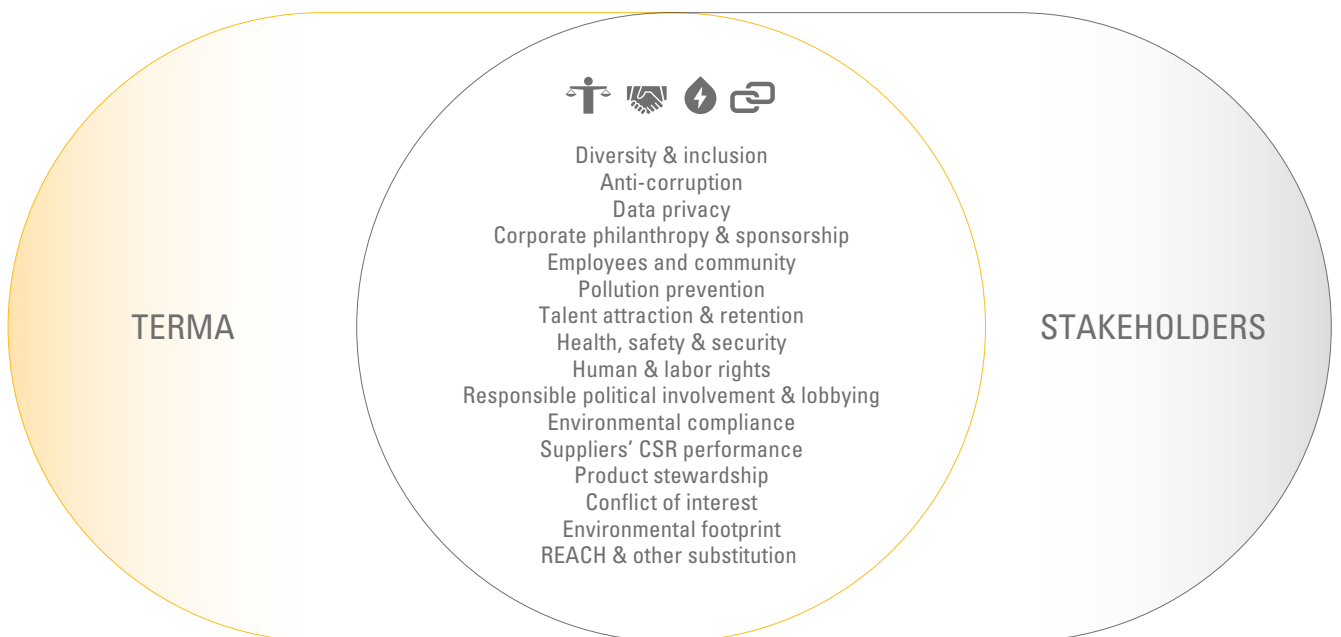 Diversity & inclusion
Anti-corruption
Data privacy
Corporate philanthropy & sponsorship
Employees and community
Pollution prevention
Talent attraction & retention
TERMA
STAKEHOLDERS
Health, safety & security
Human & labor rights
Responsible political involvement & lobbying
Environmental compliance
Suppliers’ CSR performance
Product stewardship
Conflict of interest
Environmental footprint
REACH & other substitution